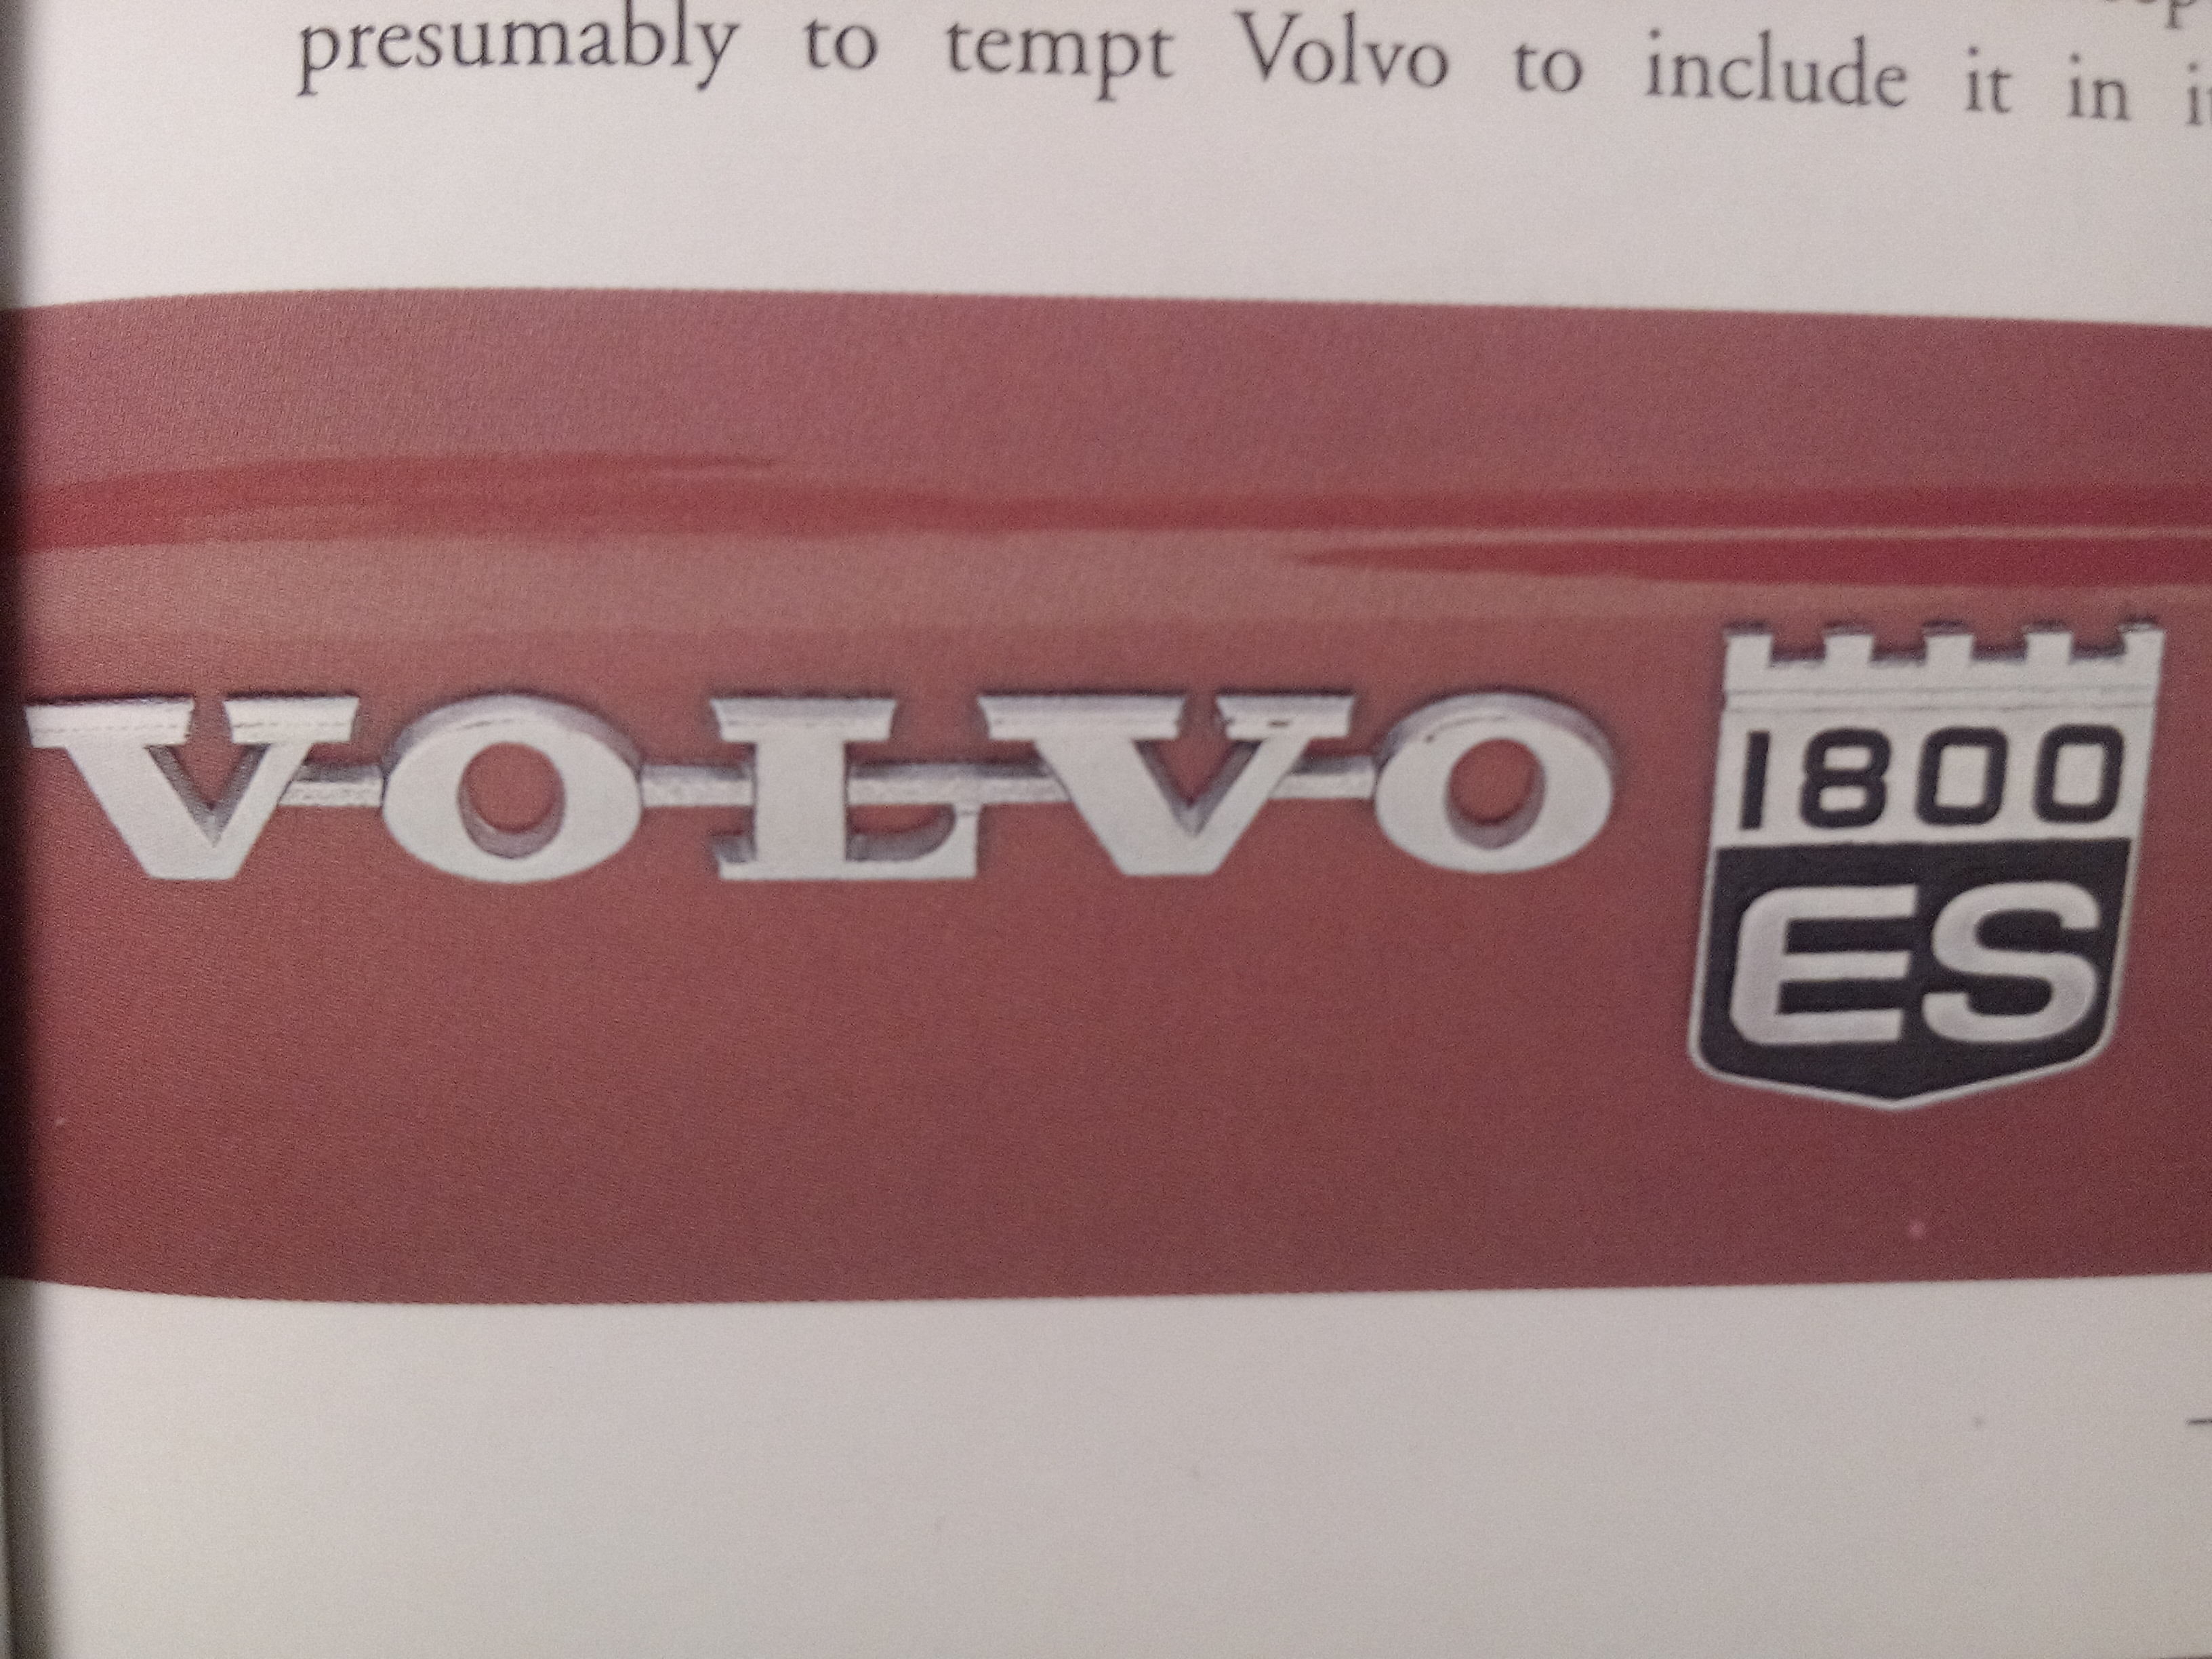 presumably to tempt Volvo to include it in
VOLVO
1800
ES